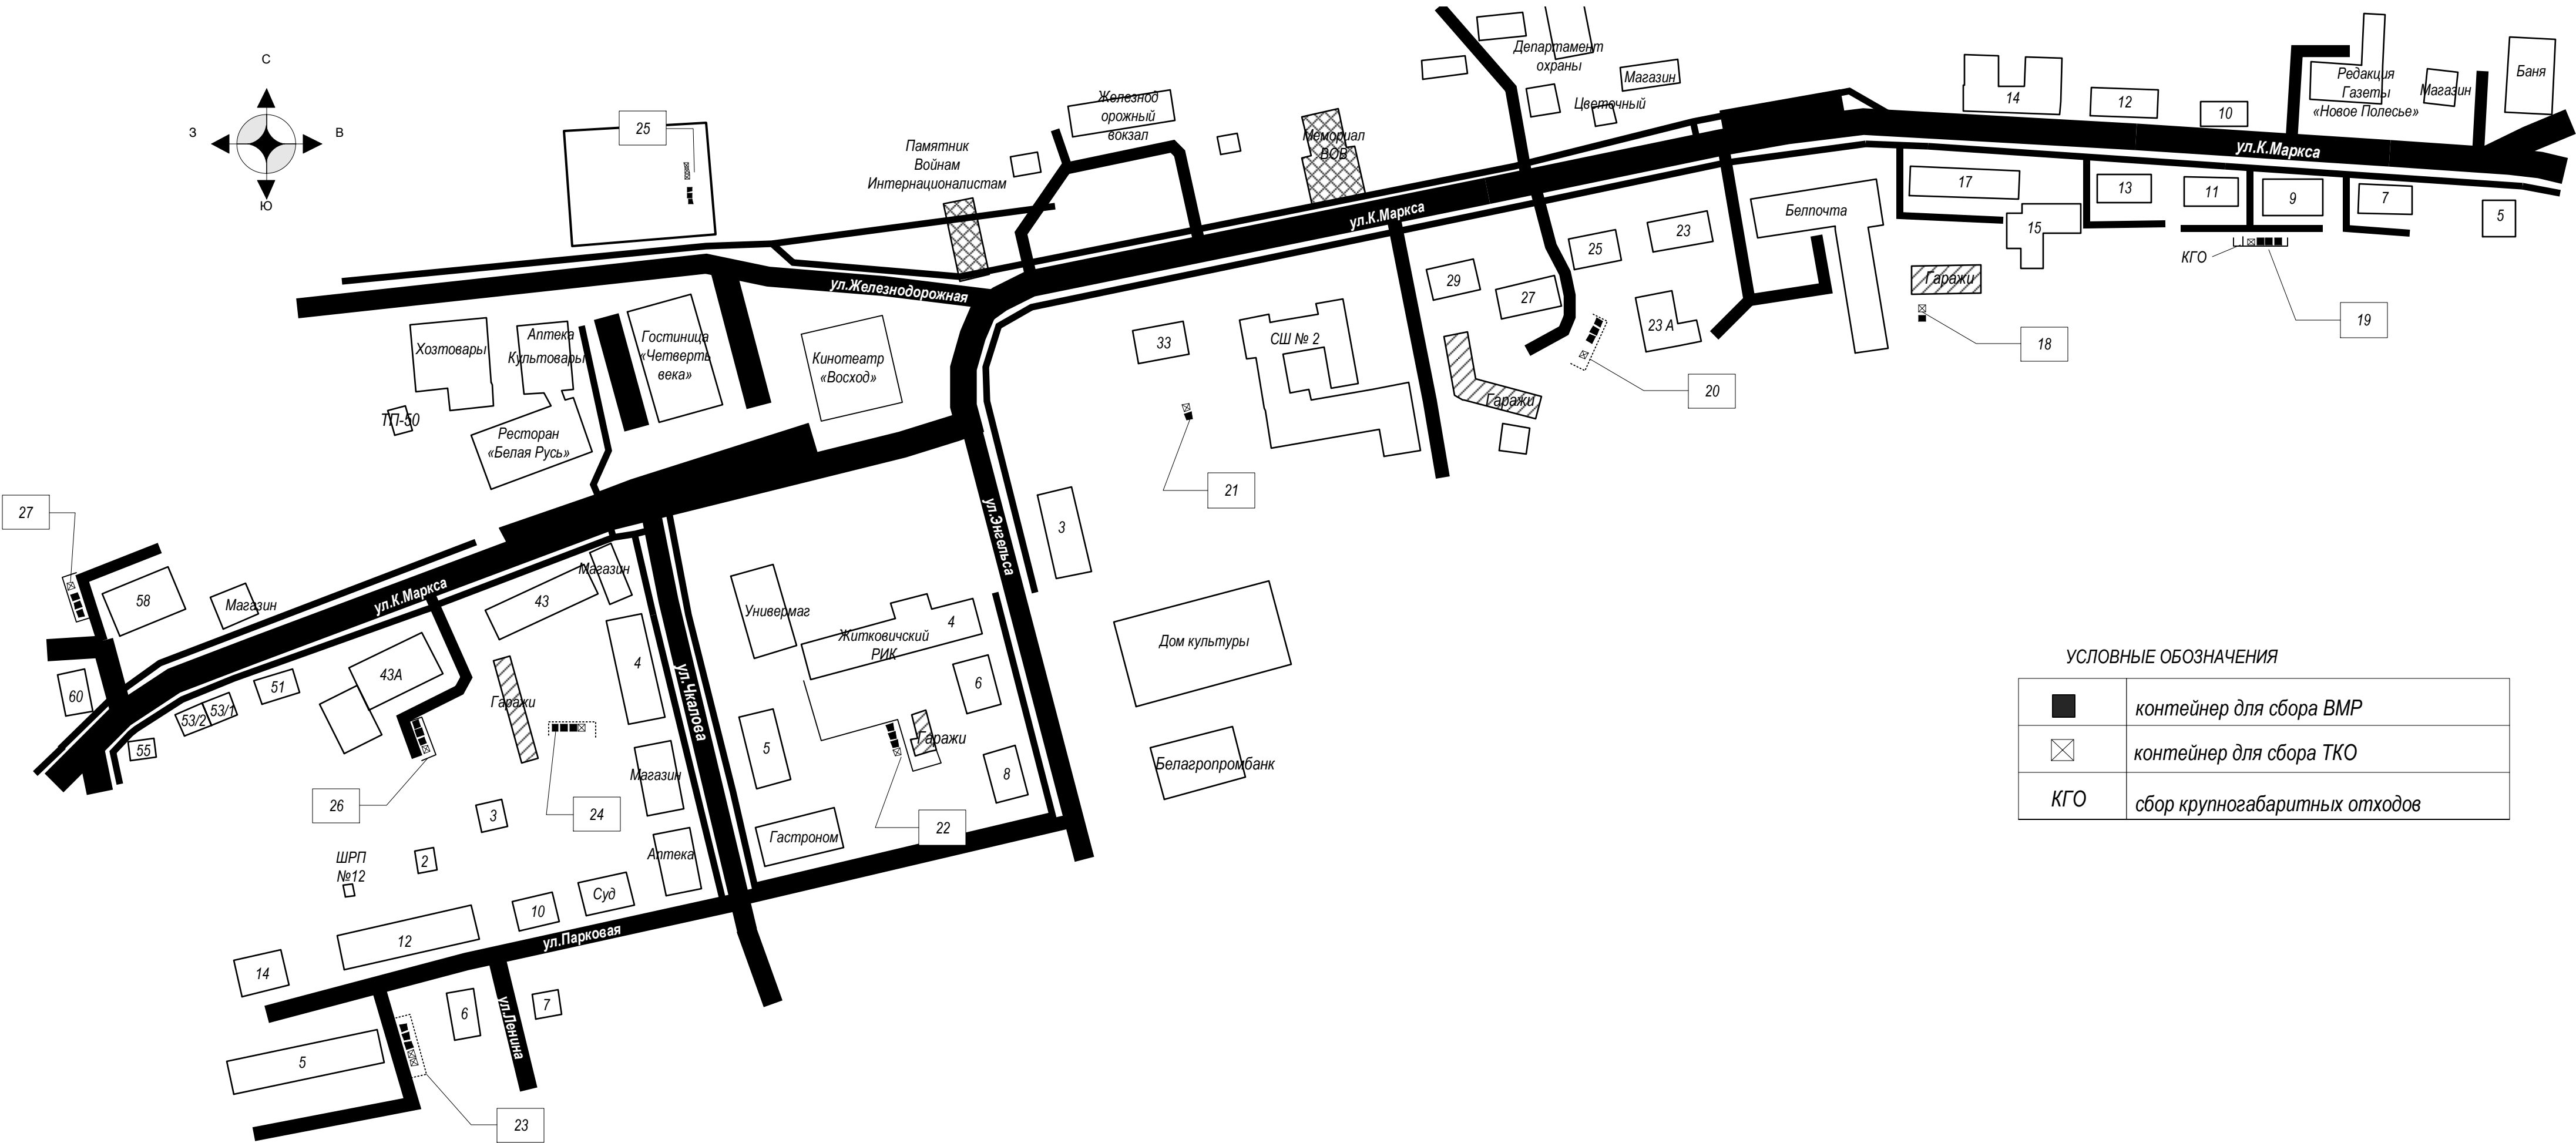 С
З
В
Ю
25
Памятник
Войнам
Интернационалистам
Железнод
орожный
вокзал
Мемориал
ВОВ
Департамент
охраны
Магазин
Цветочный
14
12
10
Редакция
Газеты
«Новое Полесье»
Магазин
Баня
ул.К.Маркса
ул.К.Маркса
ул.Железнодорожная
17
13
11
9
7
5
15
Белпочта
23
25
29
27
23 А
Гаражи
КГО
19
18
20
Хозтовары
Аптека
Культовары
Гостиница
«Четверть
века»
Кинотеатр
«Восход»
33
СШ № 2
Гаражи
21
ТП-50
Ресторан
«Белая Русь»
27
ул.Энгельса
3
58
Магазин
ул.К.Маркса
43
Магазин
Универмаг
Житковичский
РИК
4
Дом культуры
60
53/2
53/1
51
43А
55
Гаражи
4
ул.Чкалова
6
5
Гаражи
8
Белагропромбанк
Магазин
26
24
22
3
Гастроном
2
ШРП
№12
Аптека
Суд
10
12
ул.Парковая
14
6
7
ул.Ленина
5
23
УСЛОВНЫЕ ОБОЗНАЧЕНИЯ
контейнер для сбора ВМР
контейнер для сбора ТКО
КГО сбор крупногабаритных отходов